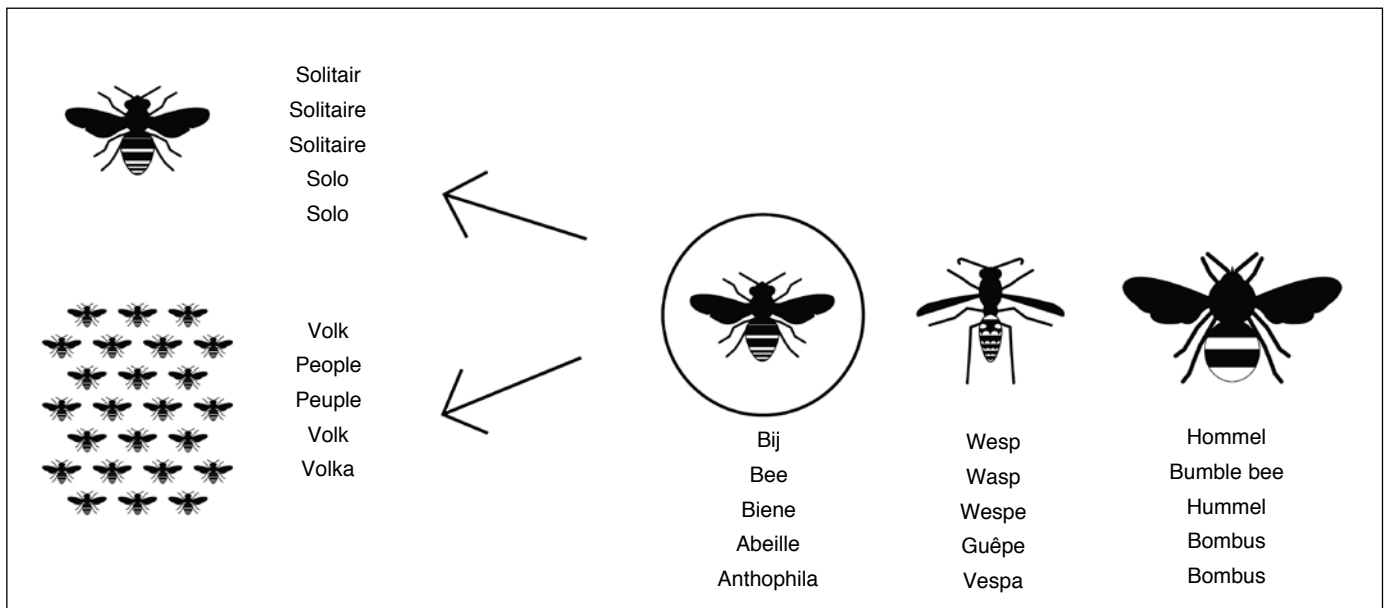 Solitair
Solitaire
Solitaire
Solo
Solo
Volk
People
Peuple
Volk
Volka
Bij
Bee
Biene
Abeille
Anthophila
Wesp
Wasp
Wespe
Guêpe
Vespa
Hommel
Bumble bee
Hummel
Bombus
Bombus